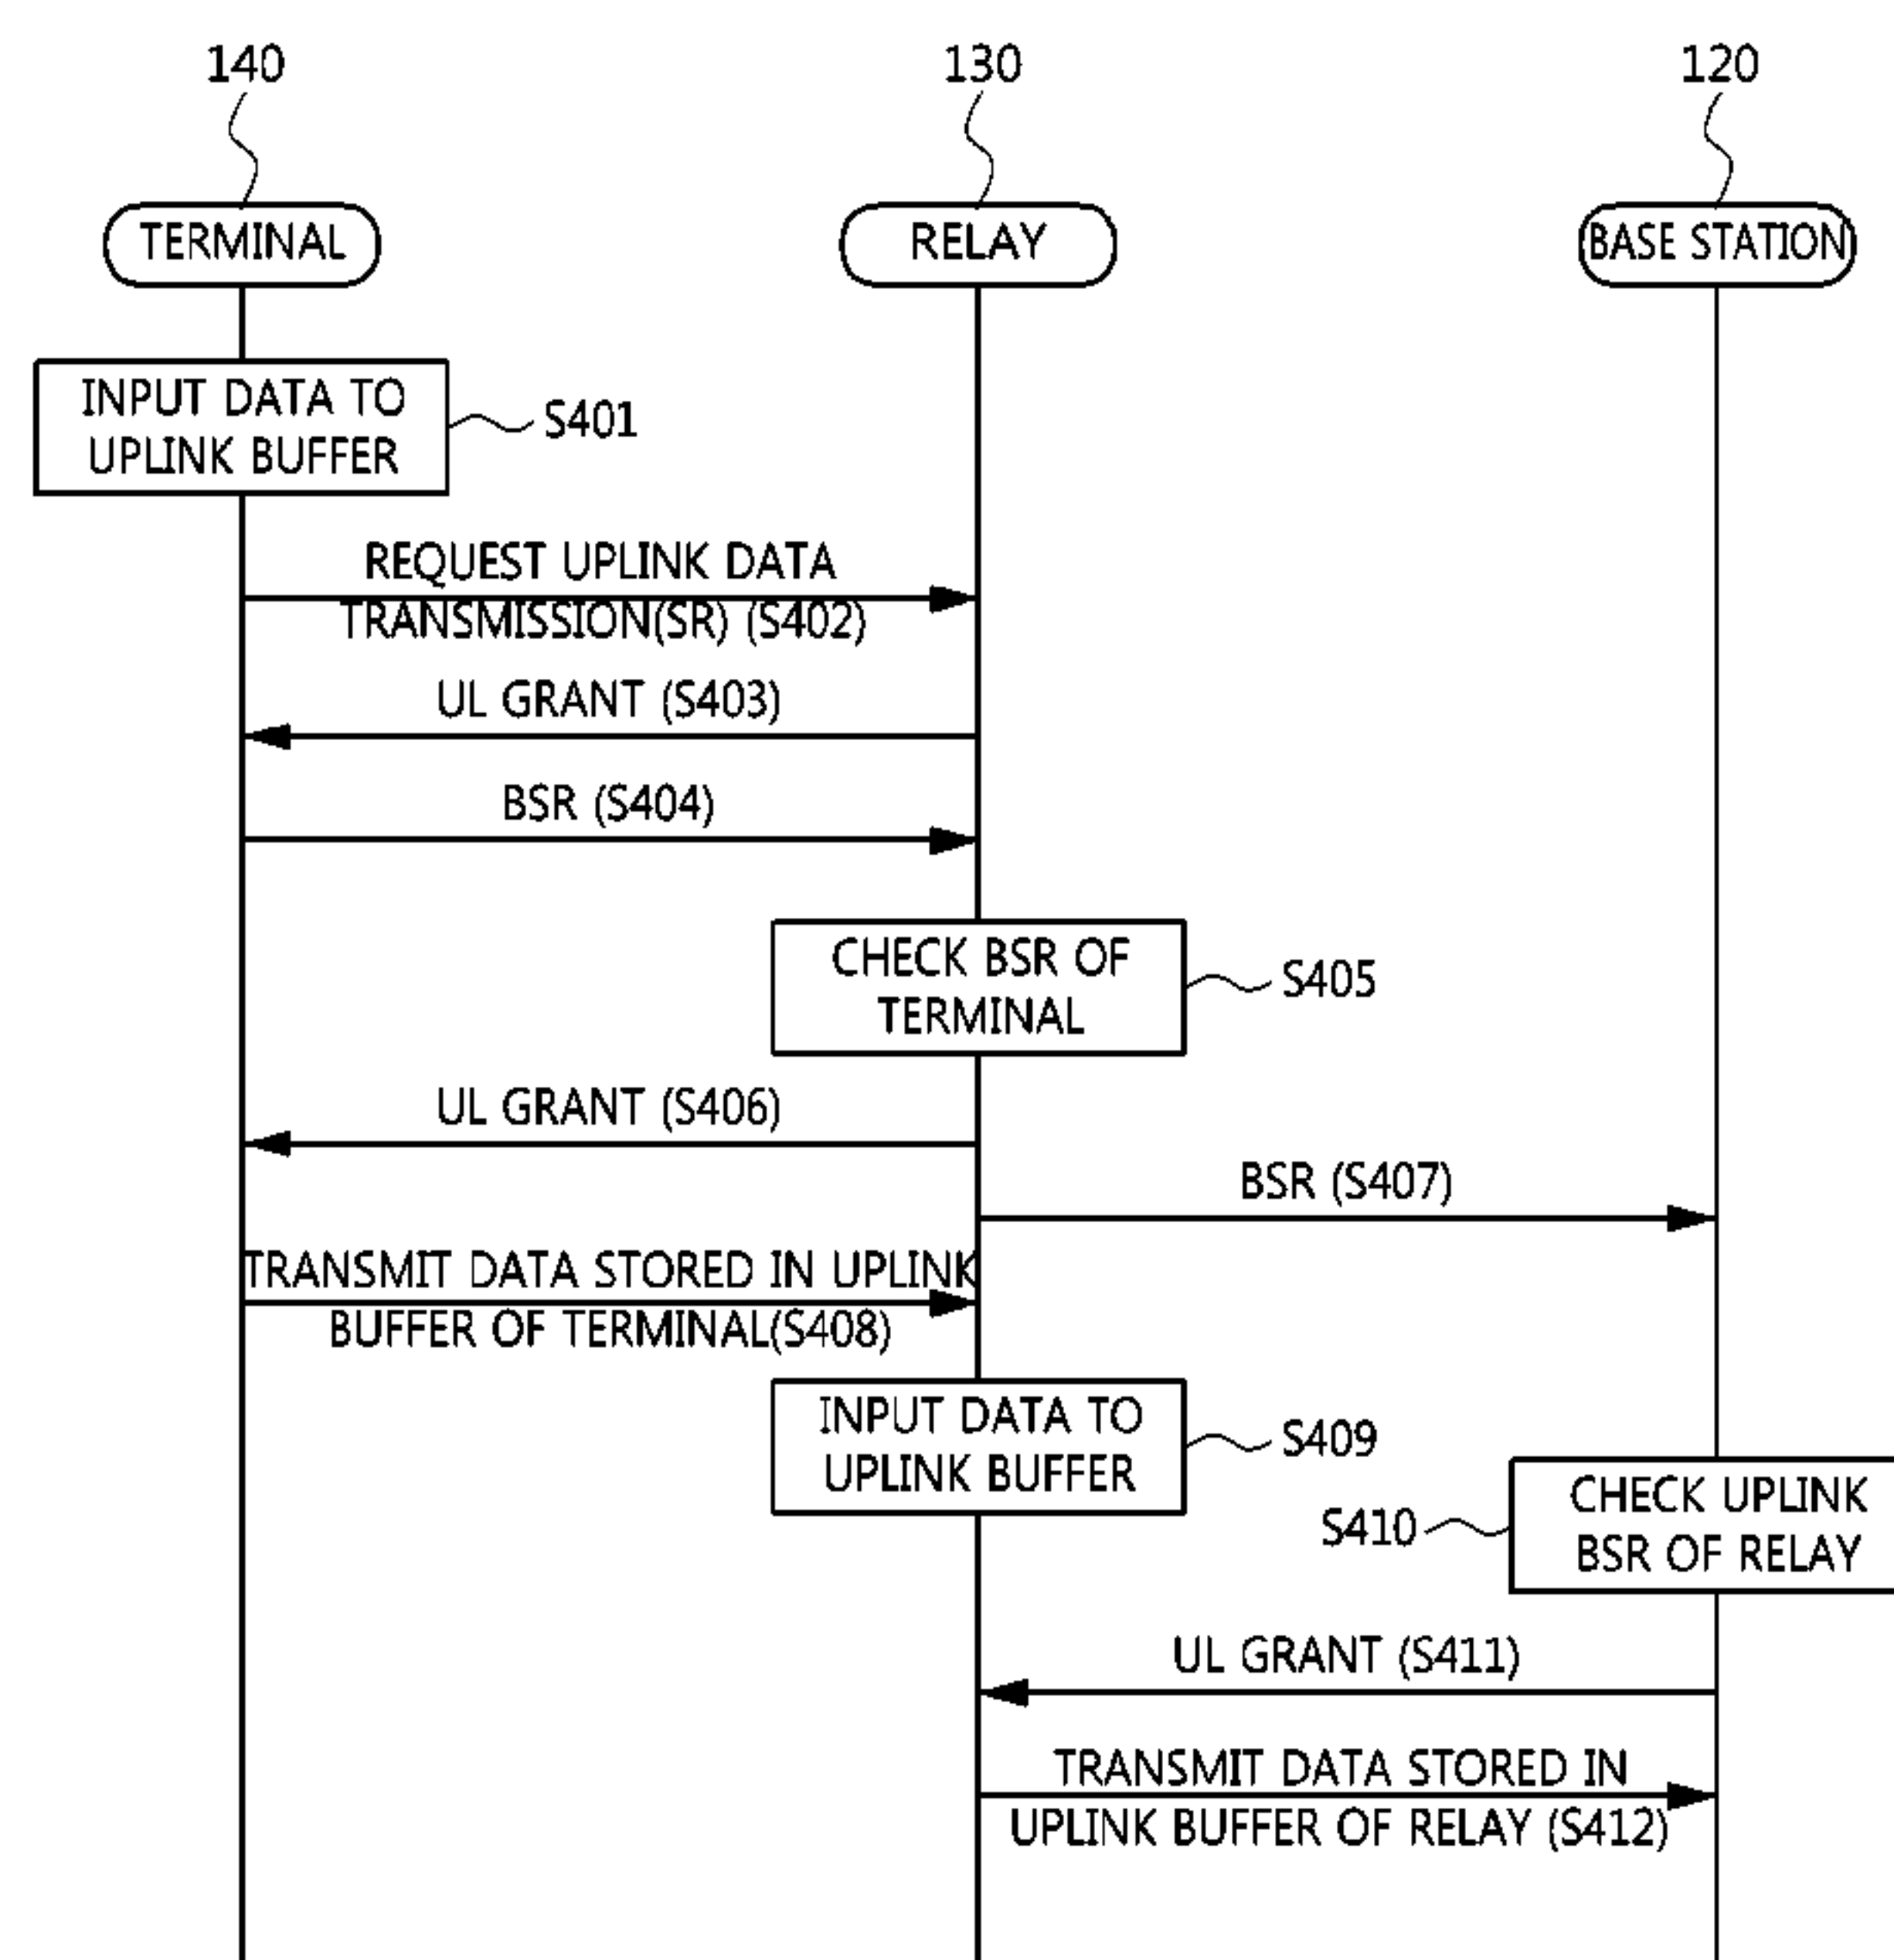 140
130
120
TERMINAL
RELAY
BASE STATION
INPUT DATA TO
UPLINK BUFFER
S401
REQUEST UPLINK DATA
TRANSMISSION(SR) (S402)
UL GRANT (S403)
BSR (S404)
CHECK BSR OF
TERMINAL
S405
UL GRANT (S406)
BSR (S407)
TRANSMIT DATA STORED IN UPLINK
BUFFER OF TERMINAL(S408)
INPUT DATA TO
UPLINK BUFFER
S409
CHECK UPLINK
BSR OF RELAY
S410
UL GRANT (S411)
TRANSMIT DATA STORED IN
UPLINK BUFFER OF RELAY (S412)